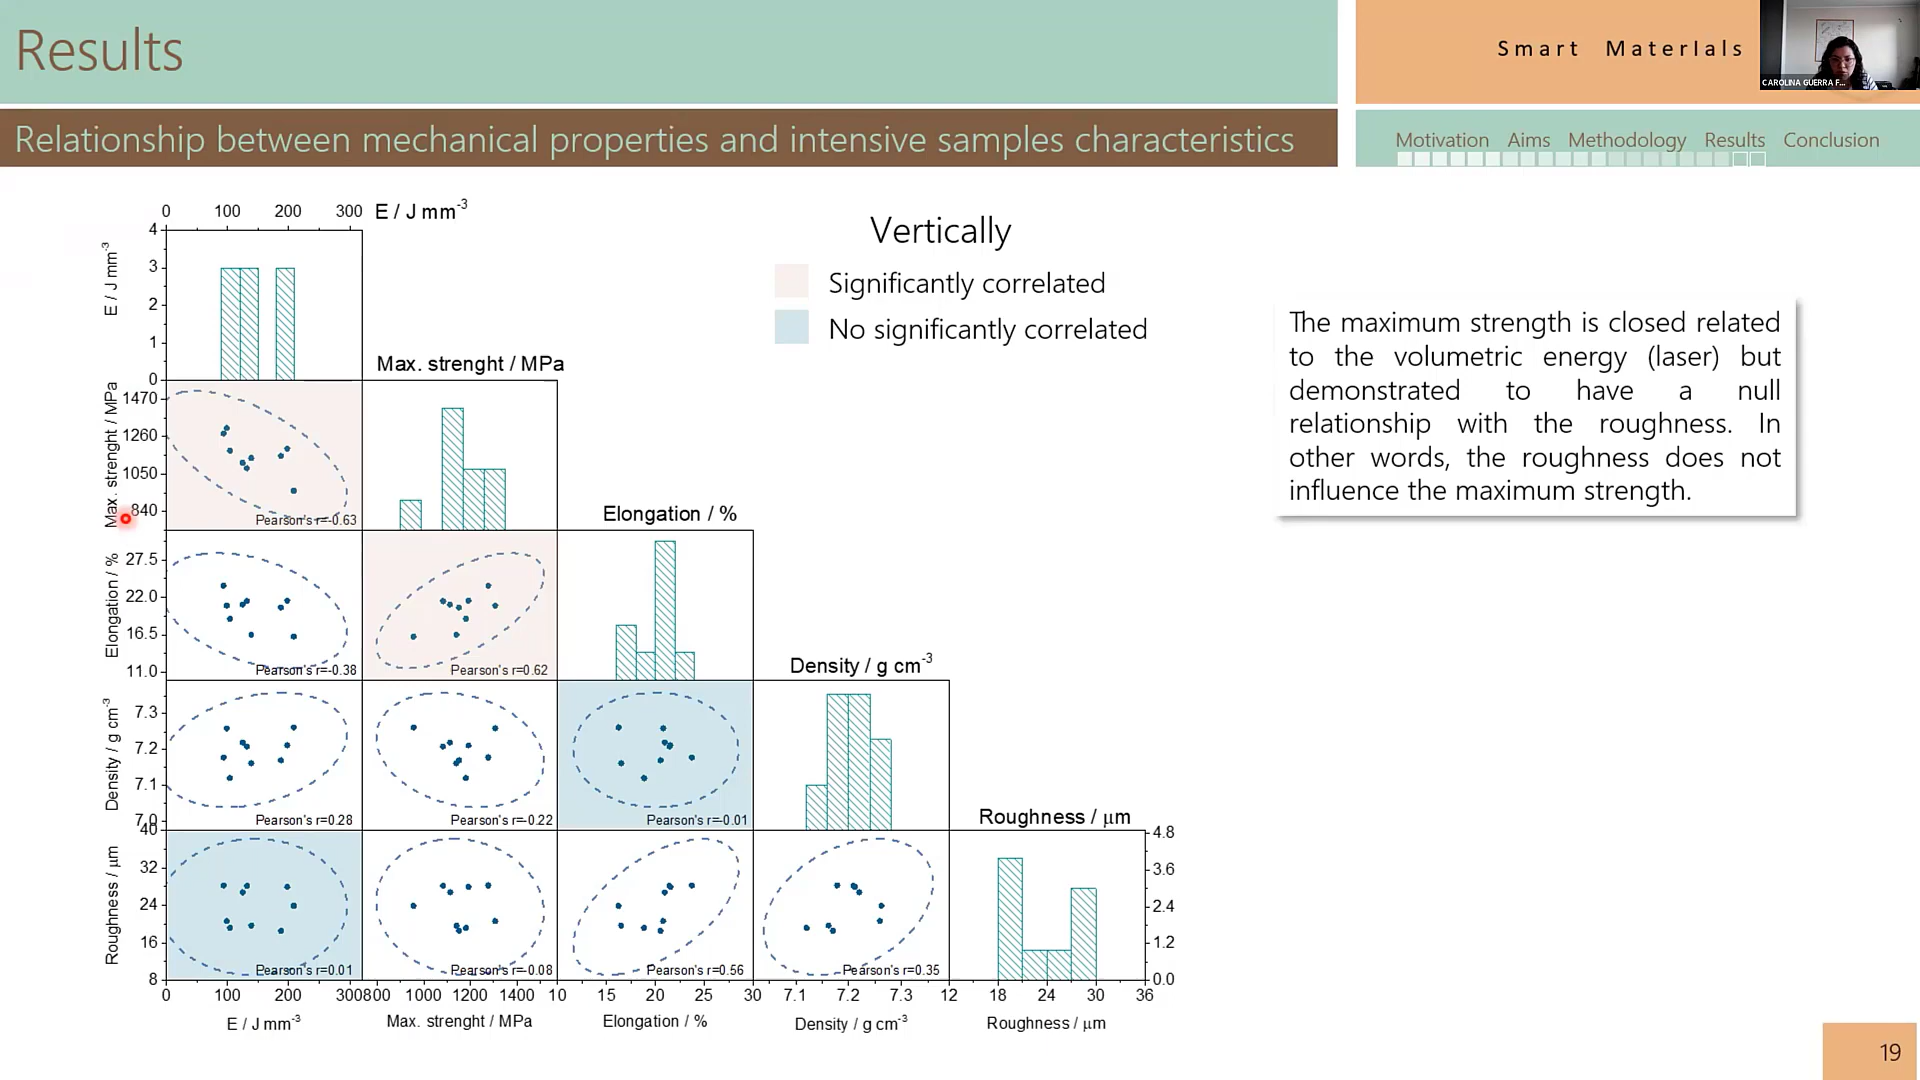 Results
Smart MaterIals
CAROLINA GUERRA F...
Relationship between mechanical properties and intensive samples characteristics
Motivation Aims Methodology Results Conclusion
0 100 200 300 E / J mm-3
Vertically
Significantly correlated
No significantly correlated
The maximum strength is closed related
to the volumetric energy (laser) but
demonstrated to have a null
relationship with the roughness. In
other words, the roughness does not
influence the maximum strength.
E / J mm-3
4
3
2
1
0
Max. strenght / MPa
Max. strenght / MPa
1470
1260
1050
840
Pearson's r=-0.63
Elongation / %
Elongation / %
27.5
22.0
16.5
11.0
Pearson's r=-0.38
Pearson's r=0.62
Density / g cm-3
Density / g cm-3
7.3
7.2
7.1
7.0
Pearson's r=0.28
Pearson's r=-0.22
Pearson's r=-0.01
Roughness / μm
Roughness / μm
40
32
24
16
8
Pearson's r=0.01
Pearson's r=-0.08
Pearson's r=0.56
Pearson's r=0.35
4.8
3.6
2.4
1.2
0.0
0 100 200 300 800 1000 1200 1400 10 15 20 25 30 7.1 7.2 7.3 12 18 24 30 36
E / J mm-3
Max. strenght / MPa
Elongation / %
Density / g cm-3
Roughness / μm
19